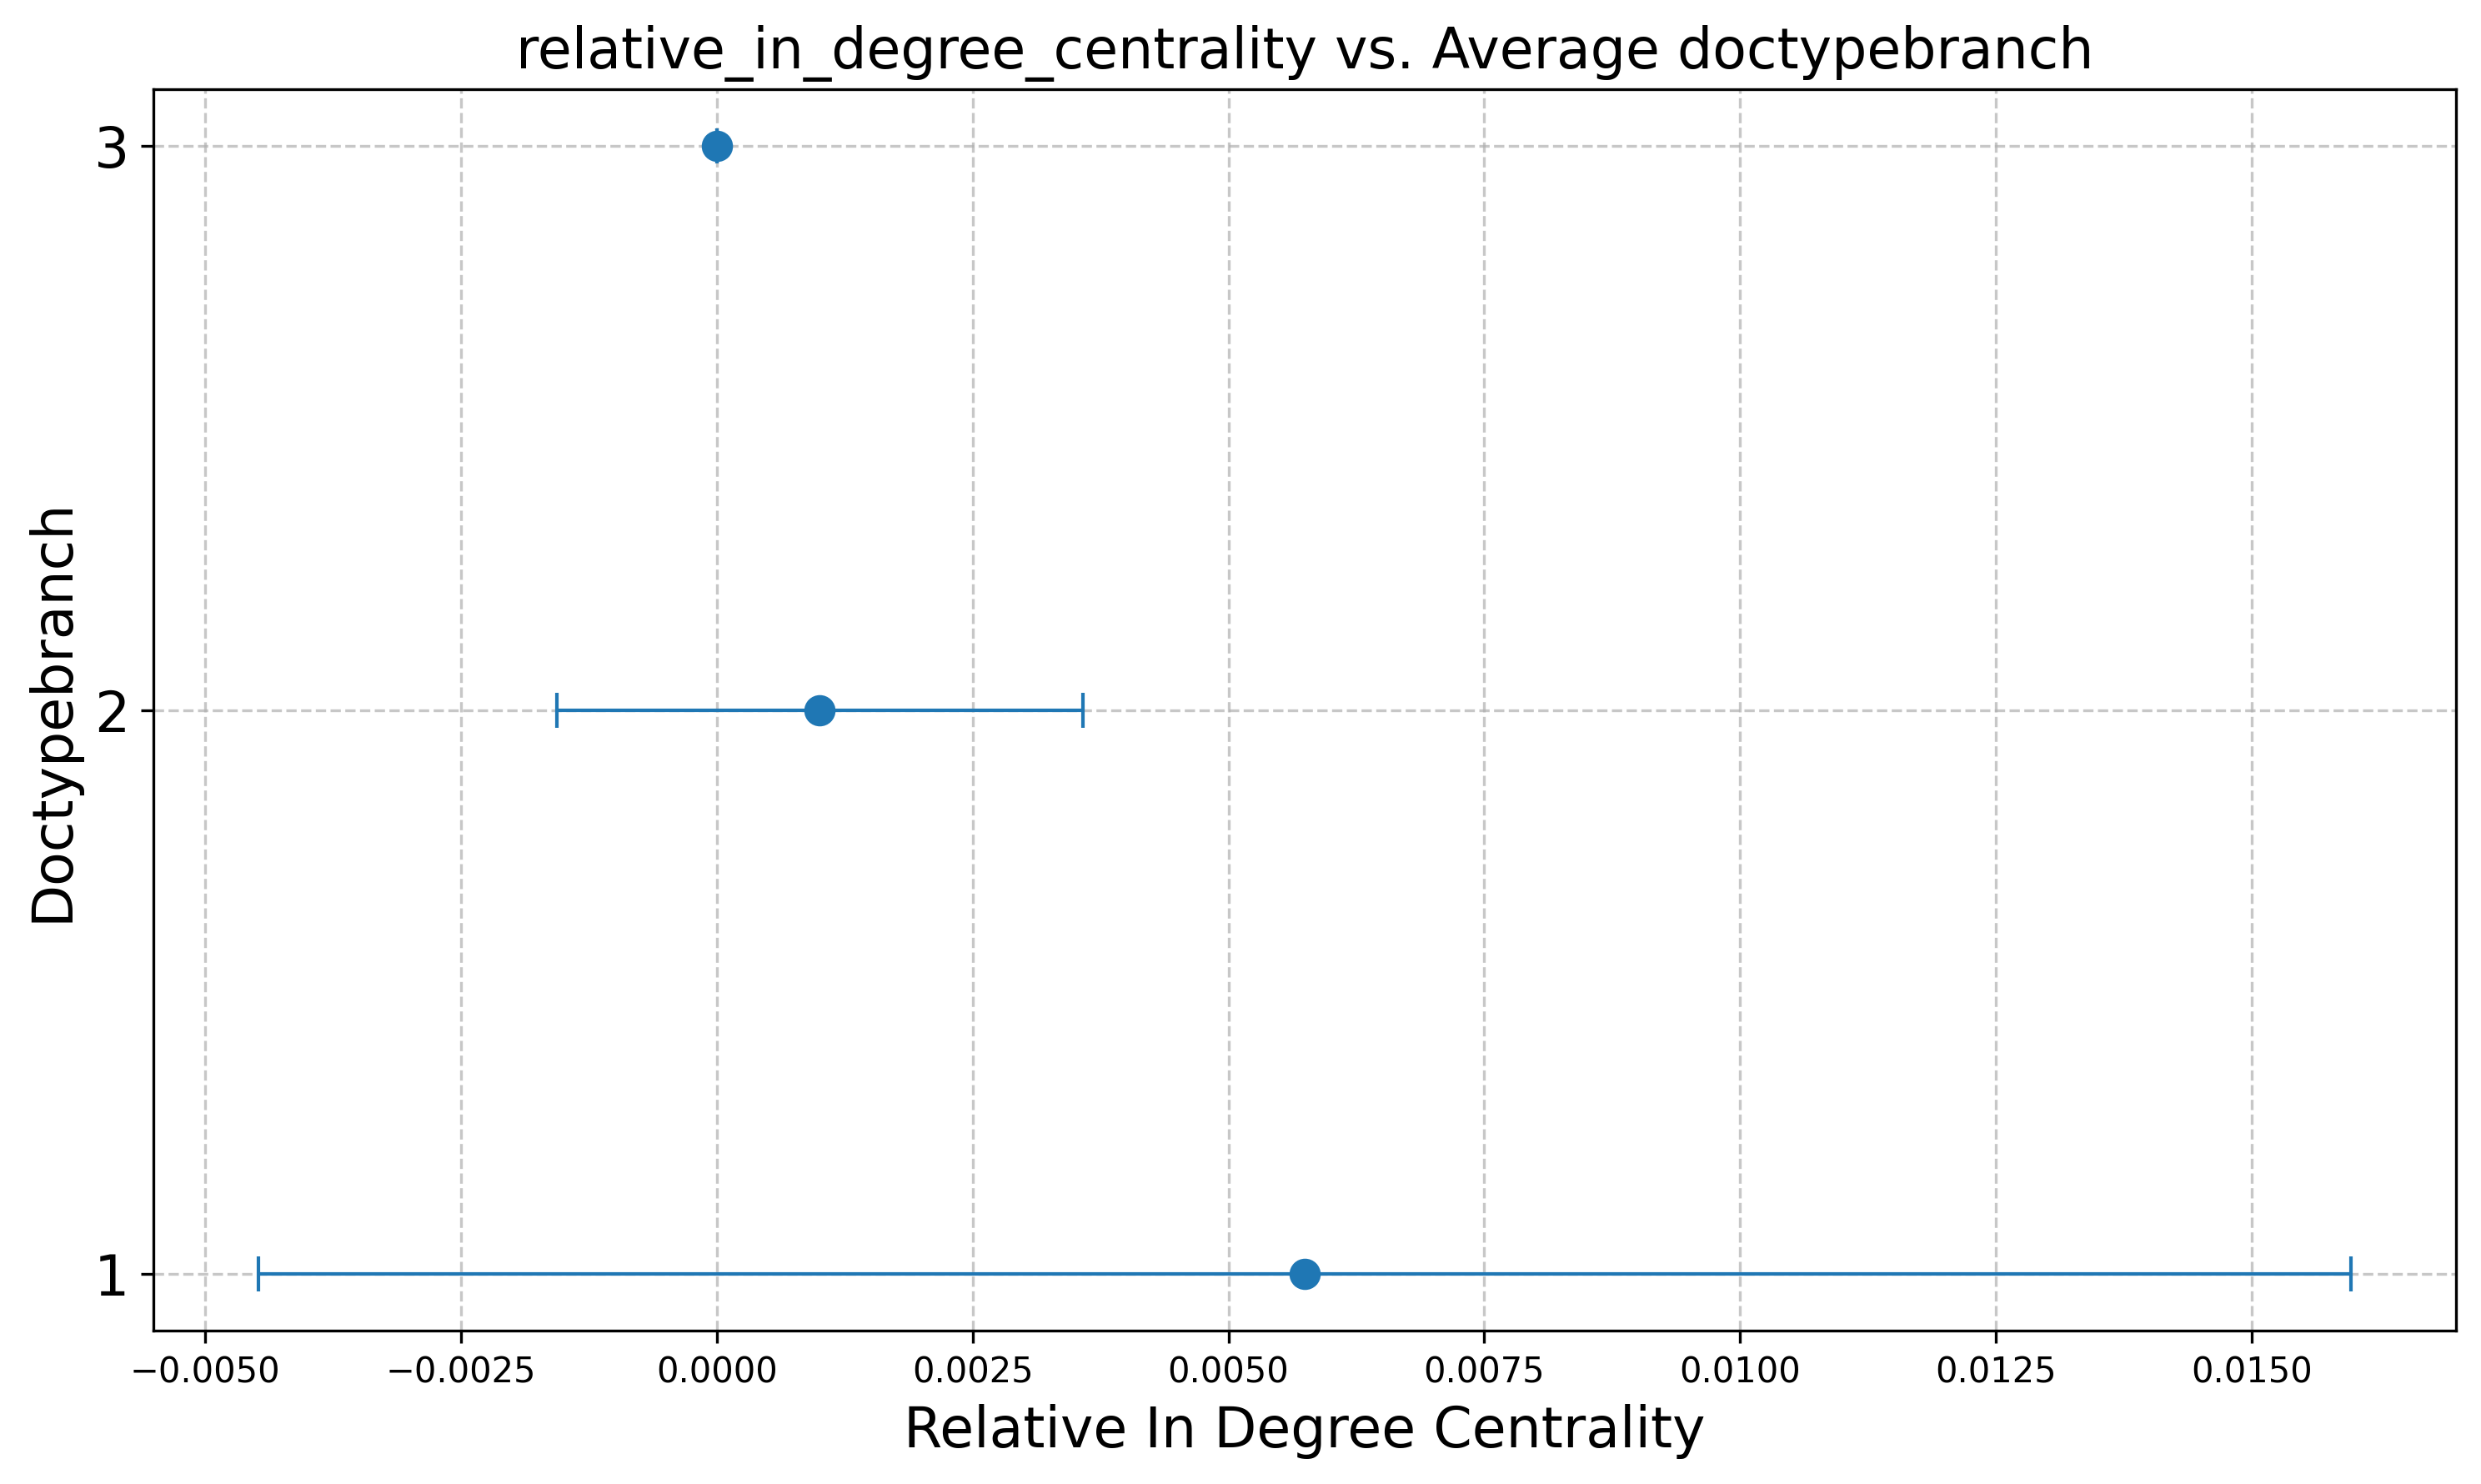 relative_in_degree_centrality vs. Average doctypebranch
Doctypebranch
3
2
1
−0.0050 −0.0025 0.0000 0.0025 0.0050 0.0075 0.0100 0.0125 0.0150
Relative In Degree Centrality